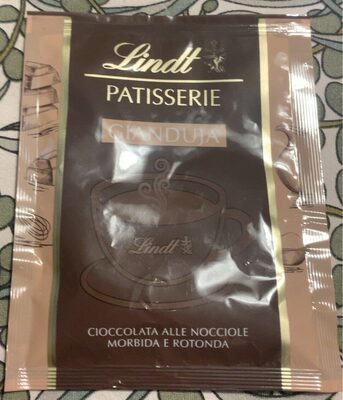 Lindt
PATISSERIE
GIANDUJA
Lindt
CIOCCOLATA ALLE NOCCIOLE
MORBIDA E ROTONDA